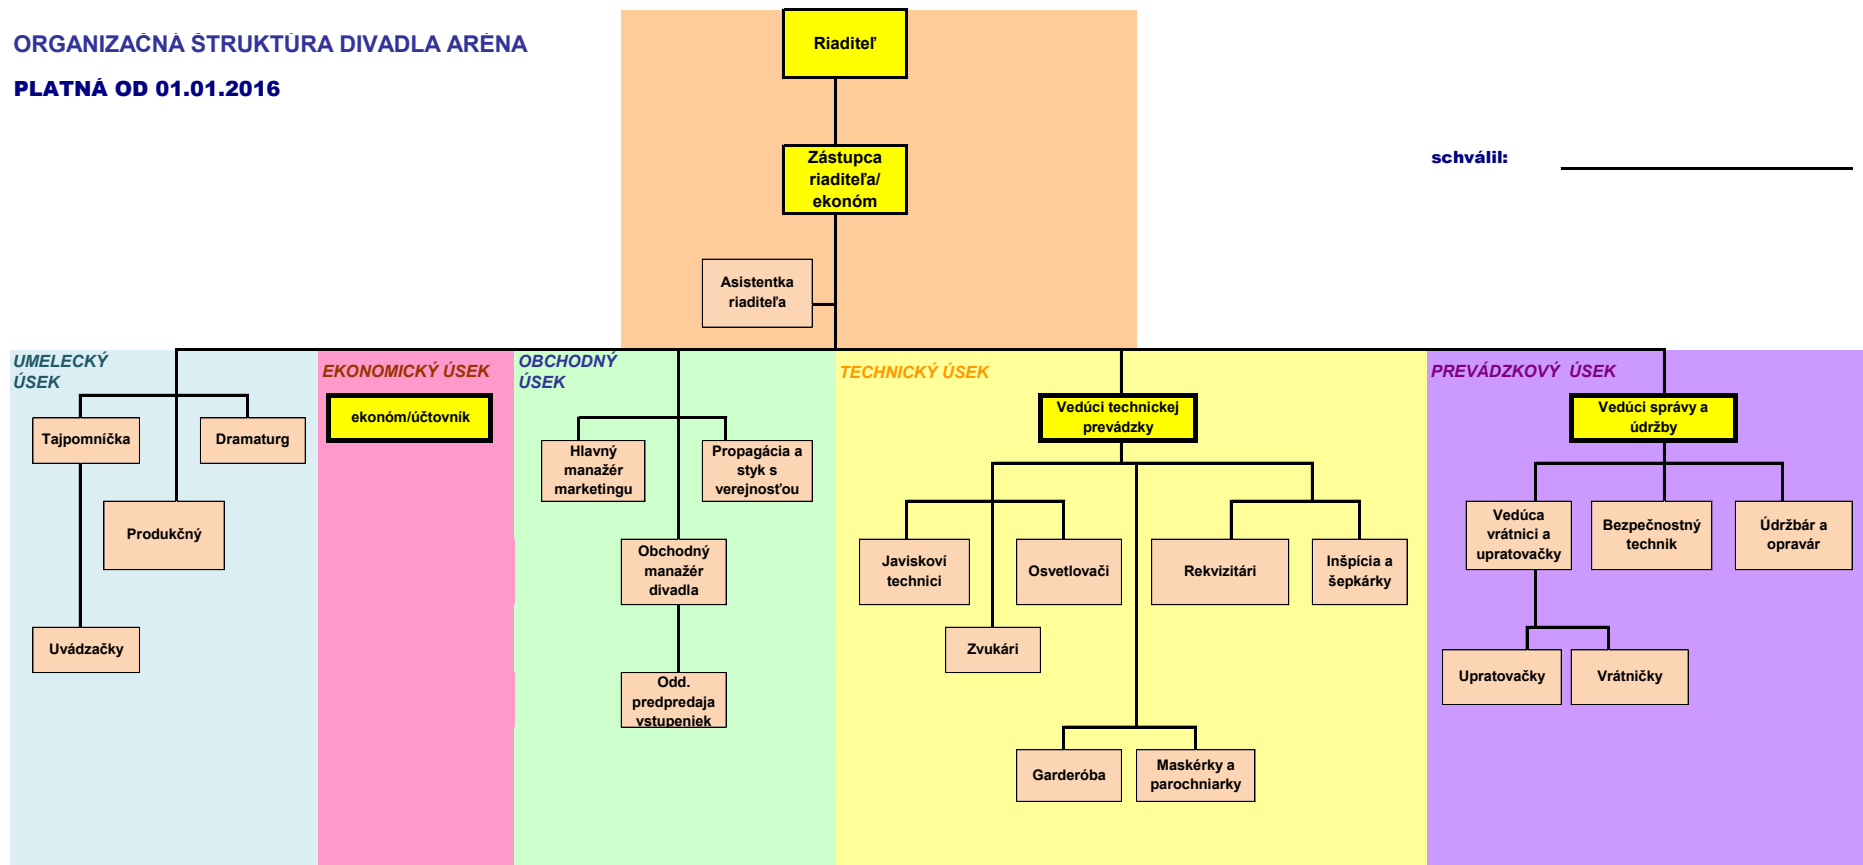 ORGANIZAČNÁ ŠTRUKTÚRA DIVADLA ARÉNA
PLATNÁ OD 01.01.2016
Riaditeľ
schválil:
Zástupca
riaditeľa/
ekonóm
Asistentka
riaditeľa
UMELECKÝ
ÚSEK
EKONOMICKÝ ÚSEK
OBCHODNÝ
ÚSEK
TECHNICKÝ ÚSEK
PREVÁDZKOVÝ ÚSEK
ekonóm/účtovník
Vedúci technickej
prevádzky
Vedúci správy a
údržby
Tajpomníčka
Dramaturg
Hlavný
manažér
marketingu
Propagácia a
styk s
verejnosťou
Produkčný
Vedúca
vrátnici a
upratovačky
Bezpečnostný
technik
Údržbár a
opravár
Obchodný
manažér
divadla
Javiskoví
technici
Osvetlovači
Rekvizitári
Inšpícia a
šepkárky
Uvádzačky
Zvukári
Upratovačky
Vrátničky
Odd.
predpredaja
vstupeniek
Garderóba
Maskérky a
parochniarky